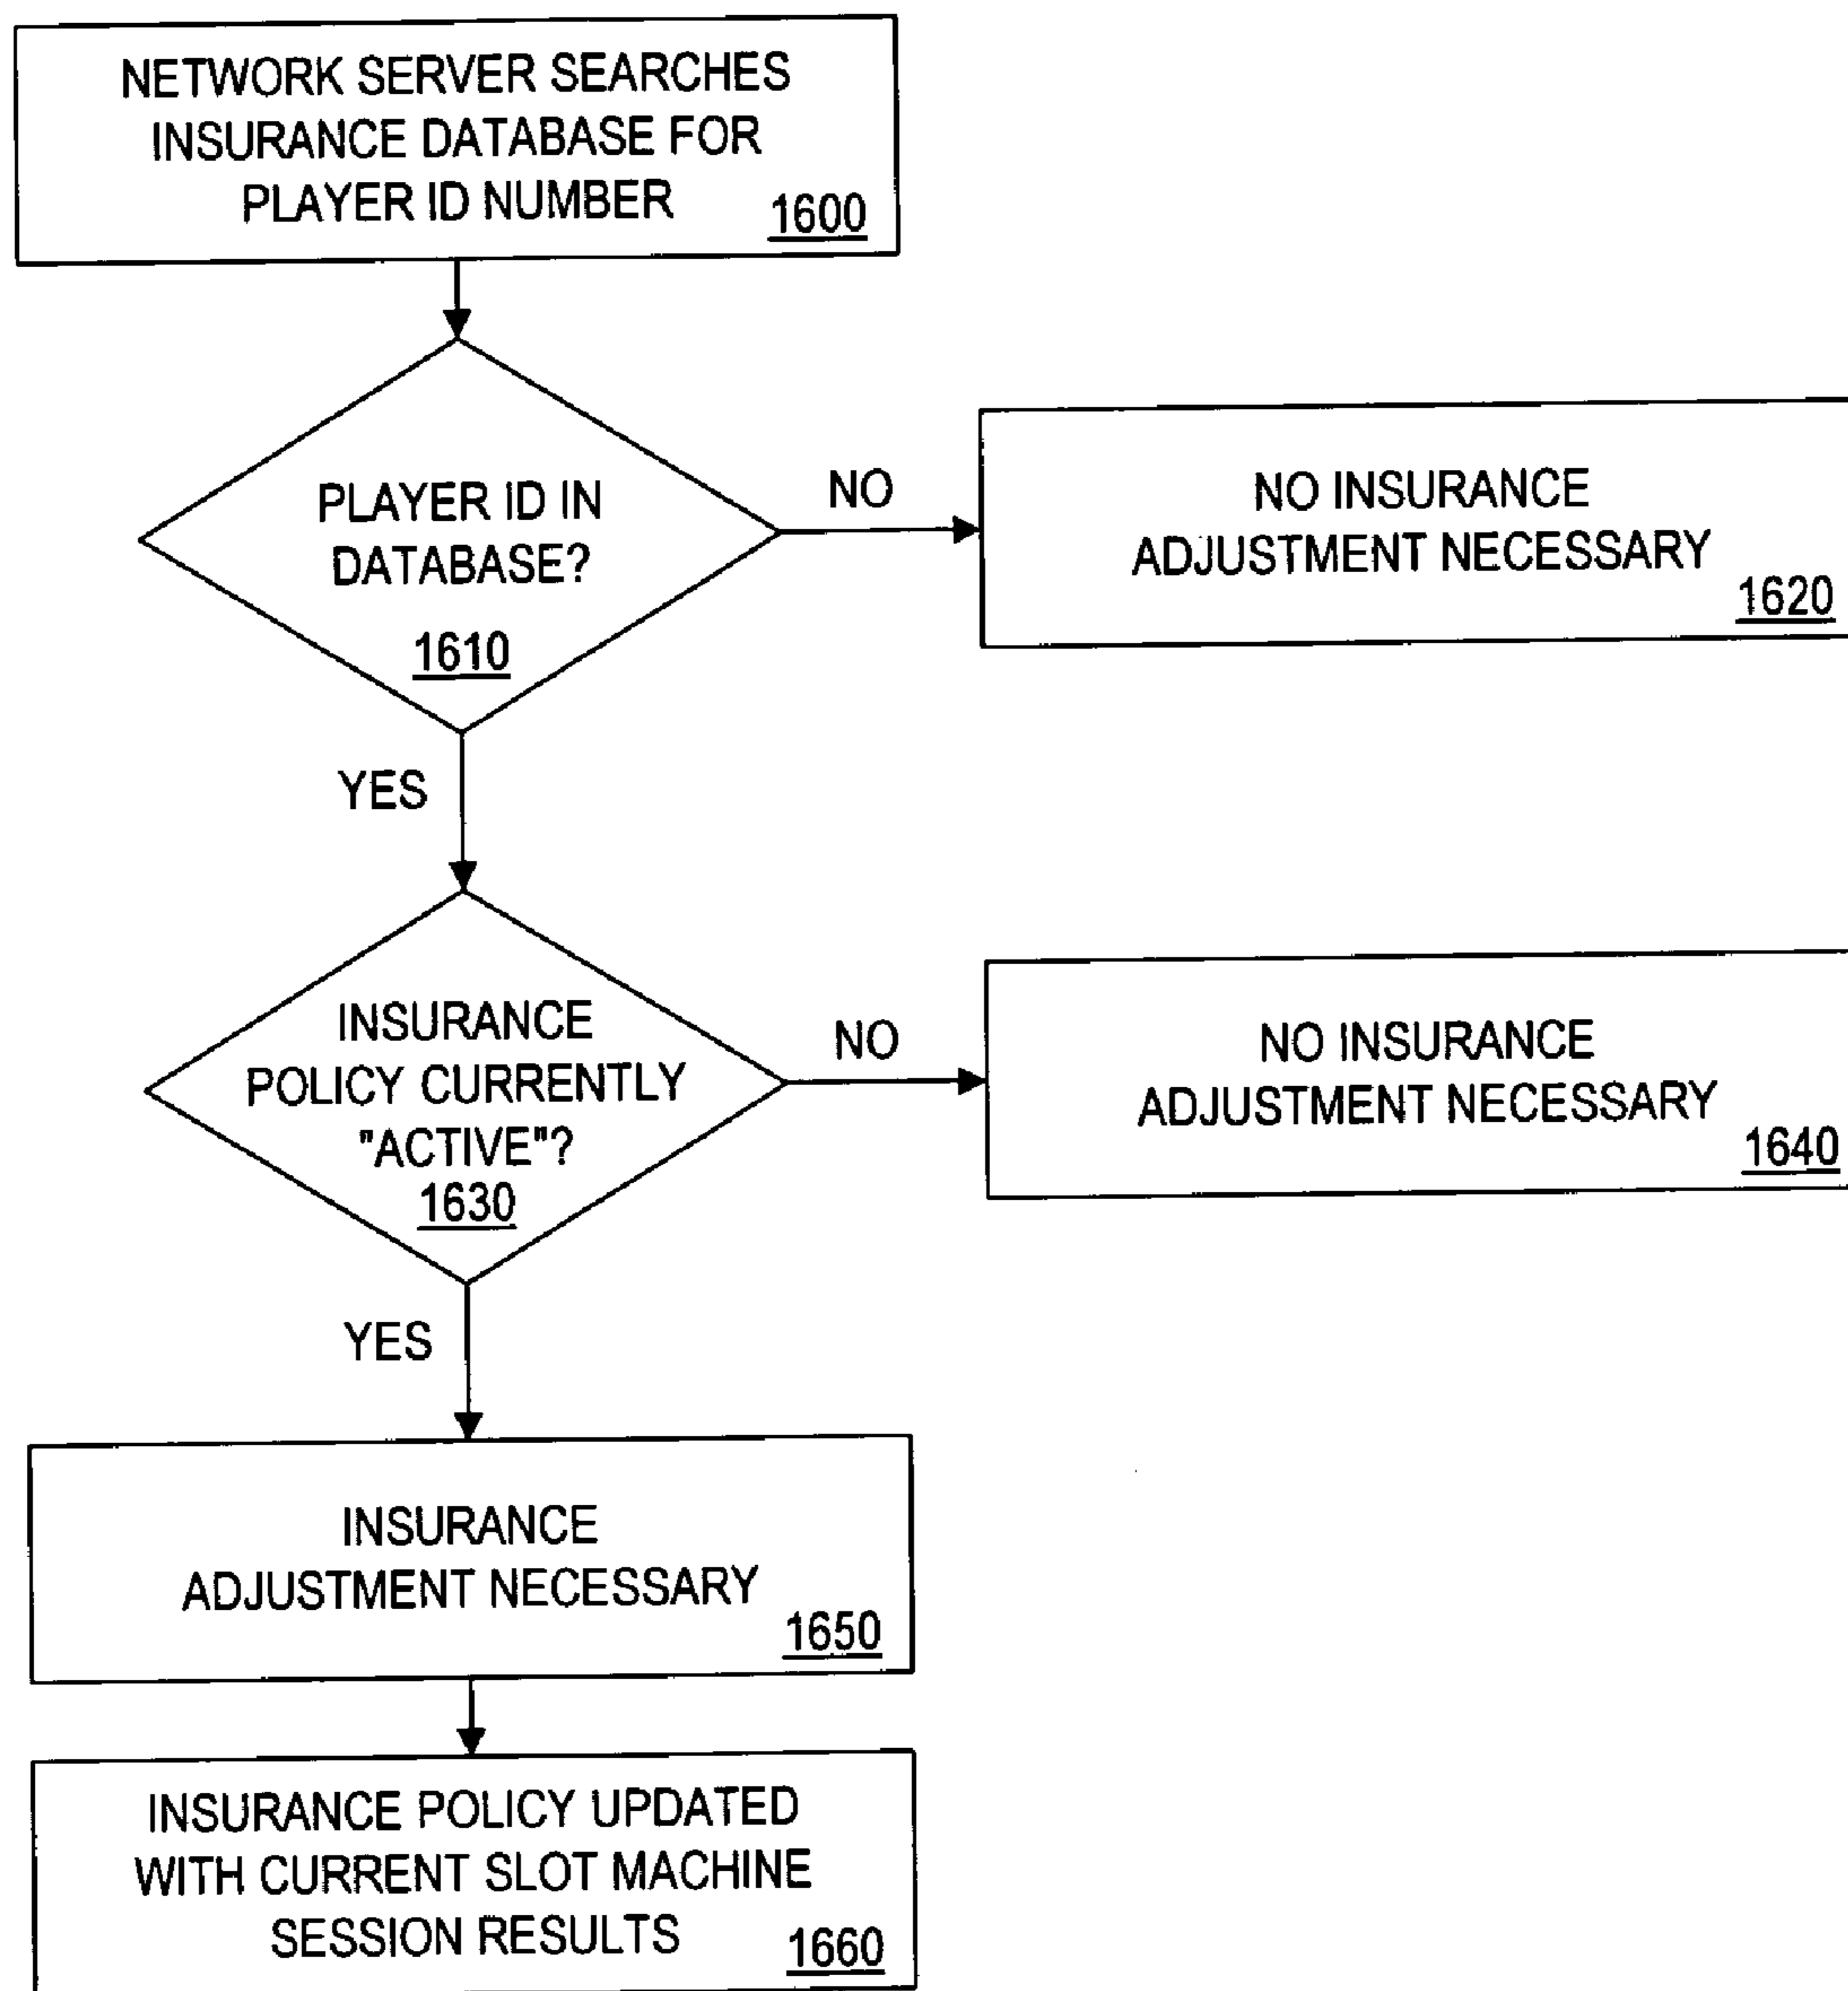 NETWORK SERVER SEARCHES
INSURANCE DATABASE FOR
PLAYER ID NUMBER
1600
PLAYER ID IN
DATABASE?
1610
NO
NO INSURANCE
ADJUSTMENT NECESSARY
1620
YES
INSURANCE
POLICY CURRENTLY
"ACTIVE"?
1630
NO
NO INSURANCE
ADJUSTMENT NECESSARY
1640
YES
INSURANCE
ADJUSTMENT NECESSARY
1650
INSURANCE POLICY UPDATED
WITH CURRENT SLOT MACHINE
SESSION RESULTS
1660